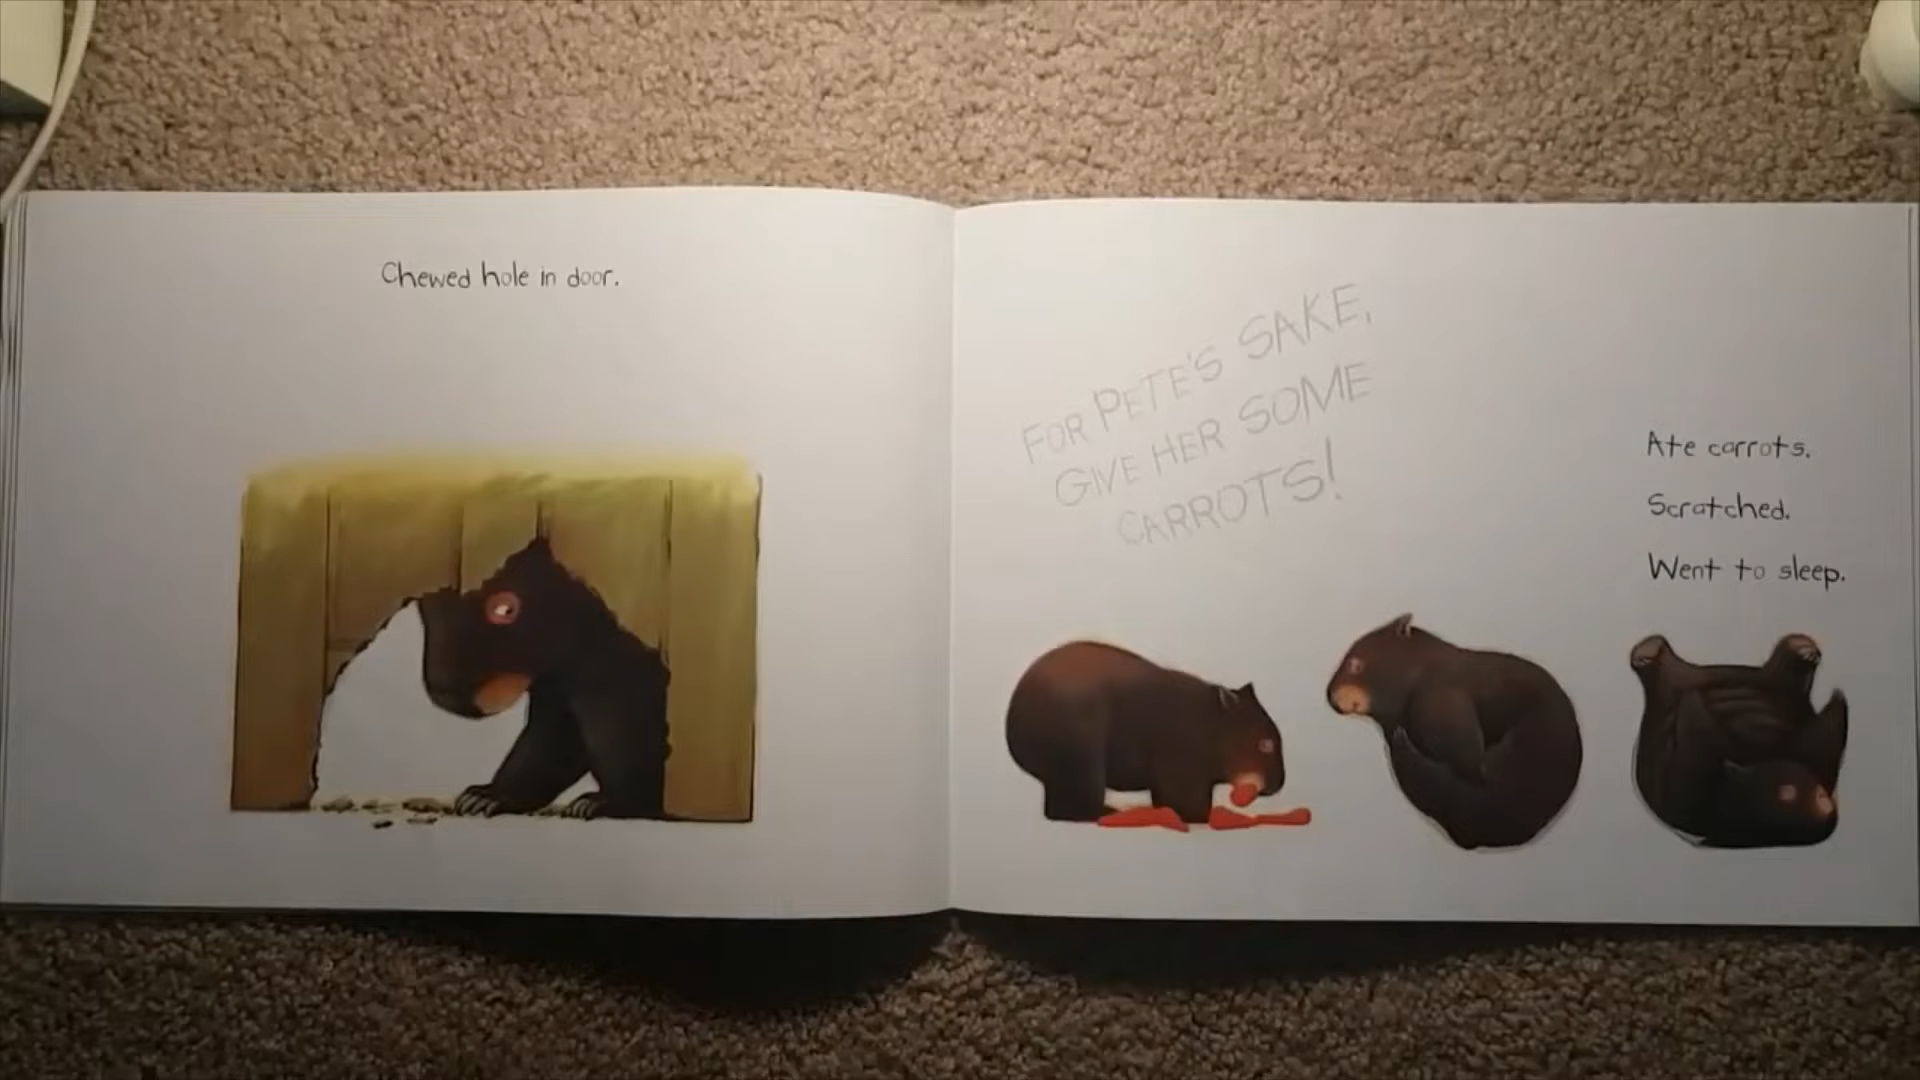 Chewed hole in door.
FOR PETE'S SAKE,
GIVE HER SOME
CARROTS!
Ate carrots.
Scratched.
Went to sleep.